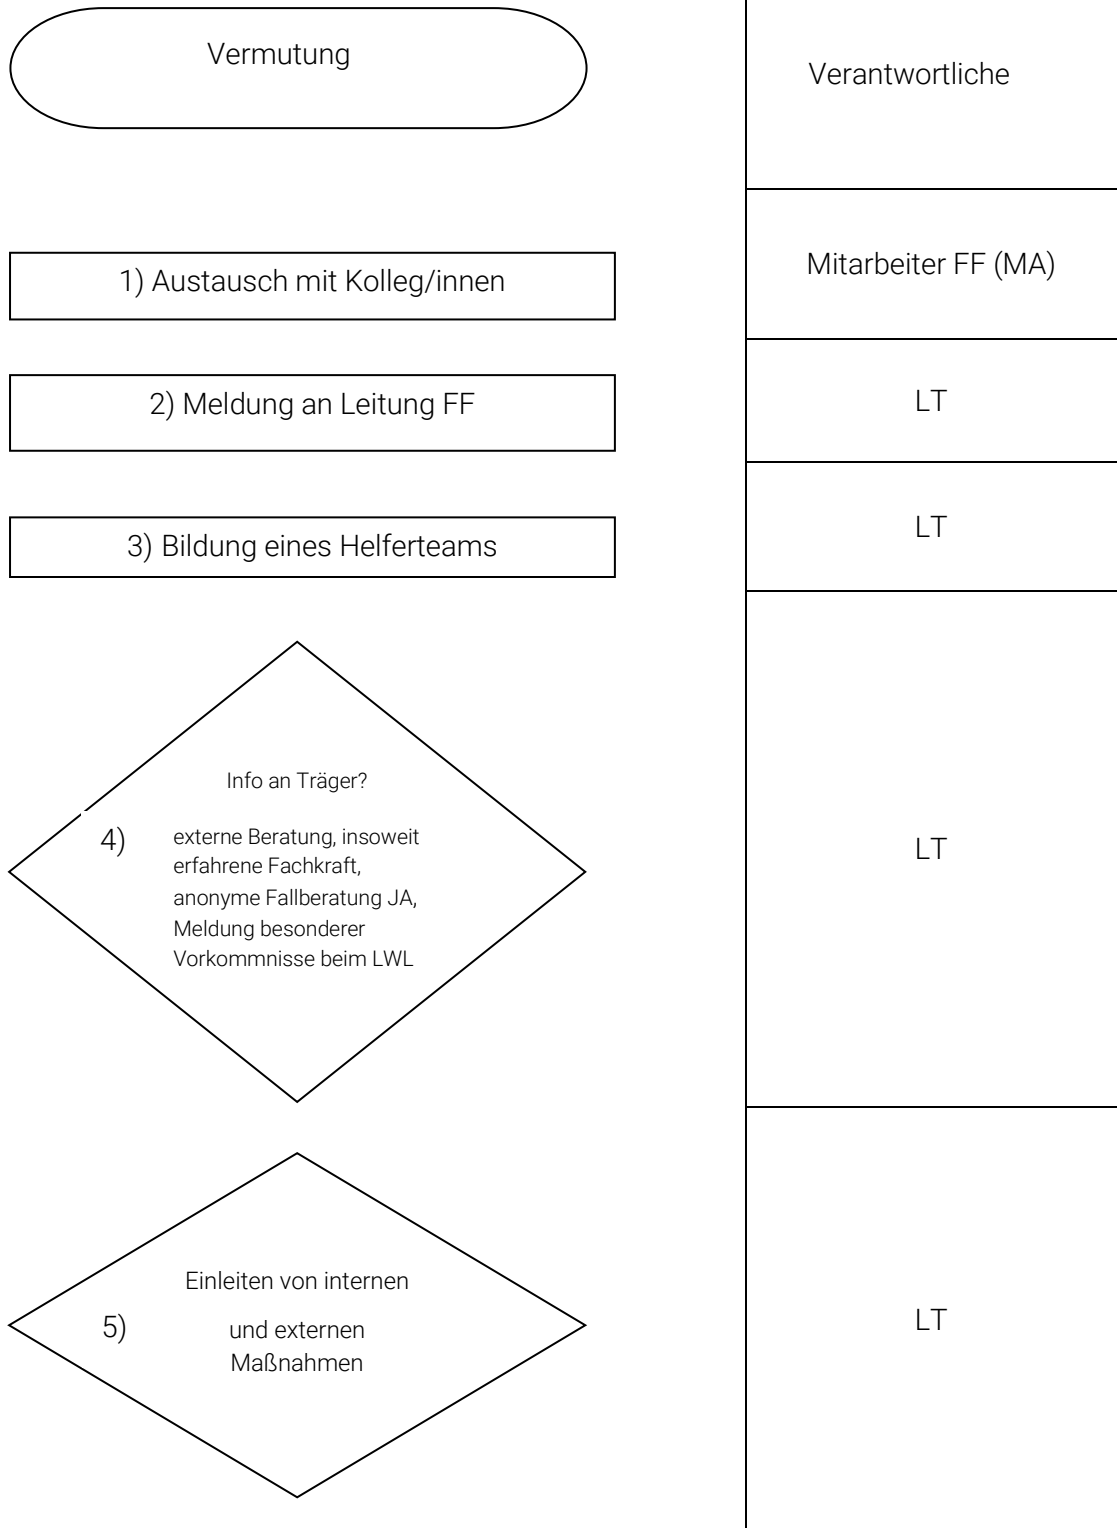 Vermutung
Verantwortliche
1) Austausch mit Kolleg/innen
Mitarbeiter FF (MA)
2) Meldung an Leitung FF
LT
3) Bildung eines Helferteams
LT
Info an Träger?
4)
externe Beratung, insoweit
erfahrene Fachkraft,
anonyme Fallberatung JA,
Meldung besonderer
Vorkommnisse beim LWL
LT
Einleiten von internen
5)
und externen
Maßnahmen
LT